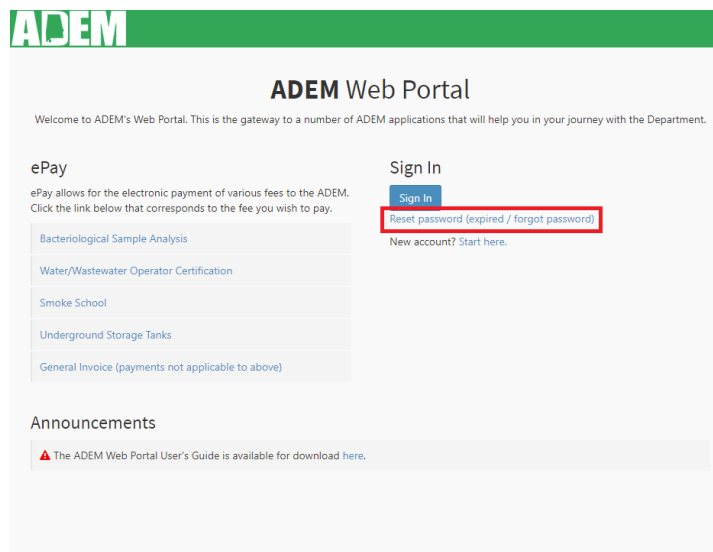 ADEM
ADEM Web Portal
Welcome to ADEM's Web Portal. This is the gateway to a number of ADEM applications that will help you in your journey with the Department.
ePay
ePay allows for the electronic payment of various fees to the ADEM.
Click the link below that corresponds to the fee you wish to pay.
Bacteriological Sample Analysis
Water/Wastewater Operator Certification
Smoke School
Underground Storage Tanks
General Invoice (payments not applicable to above)
Sign In
Sign In
Reset password (expired / forgot password)
New account? Start here.
Announcements
The ADEM Web Portal User's Guide is available for download here.